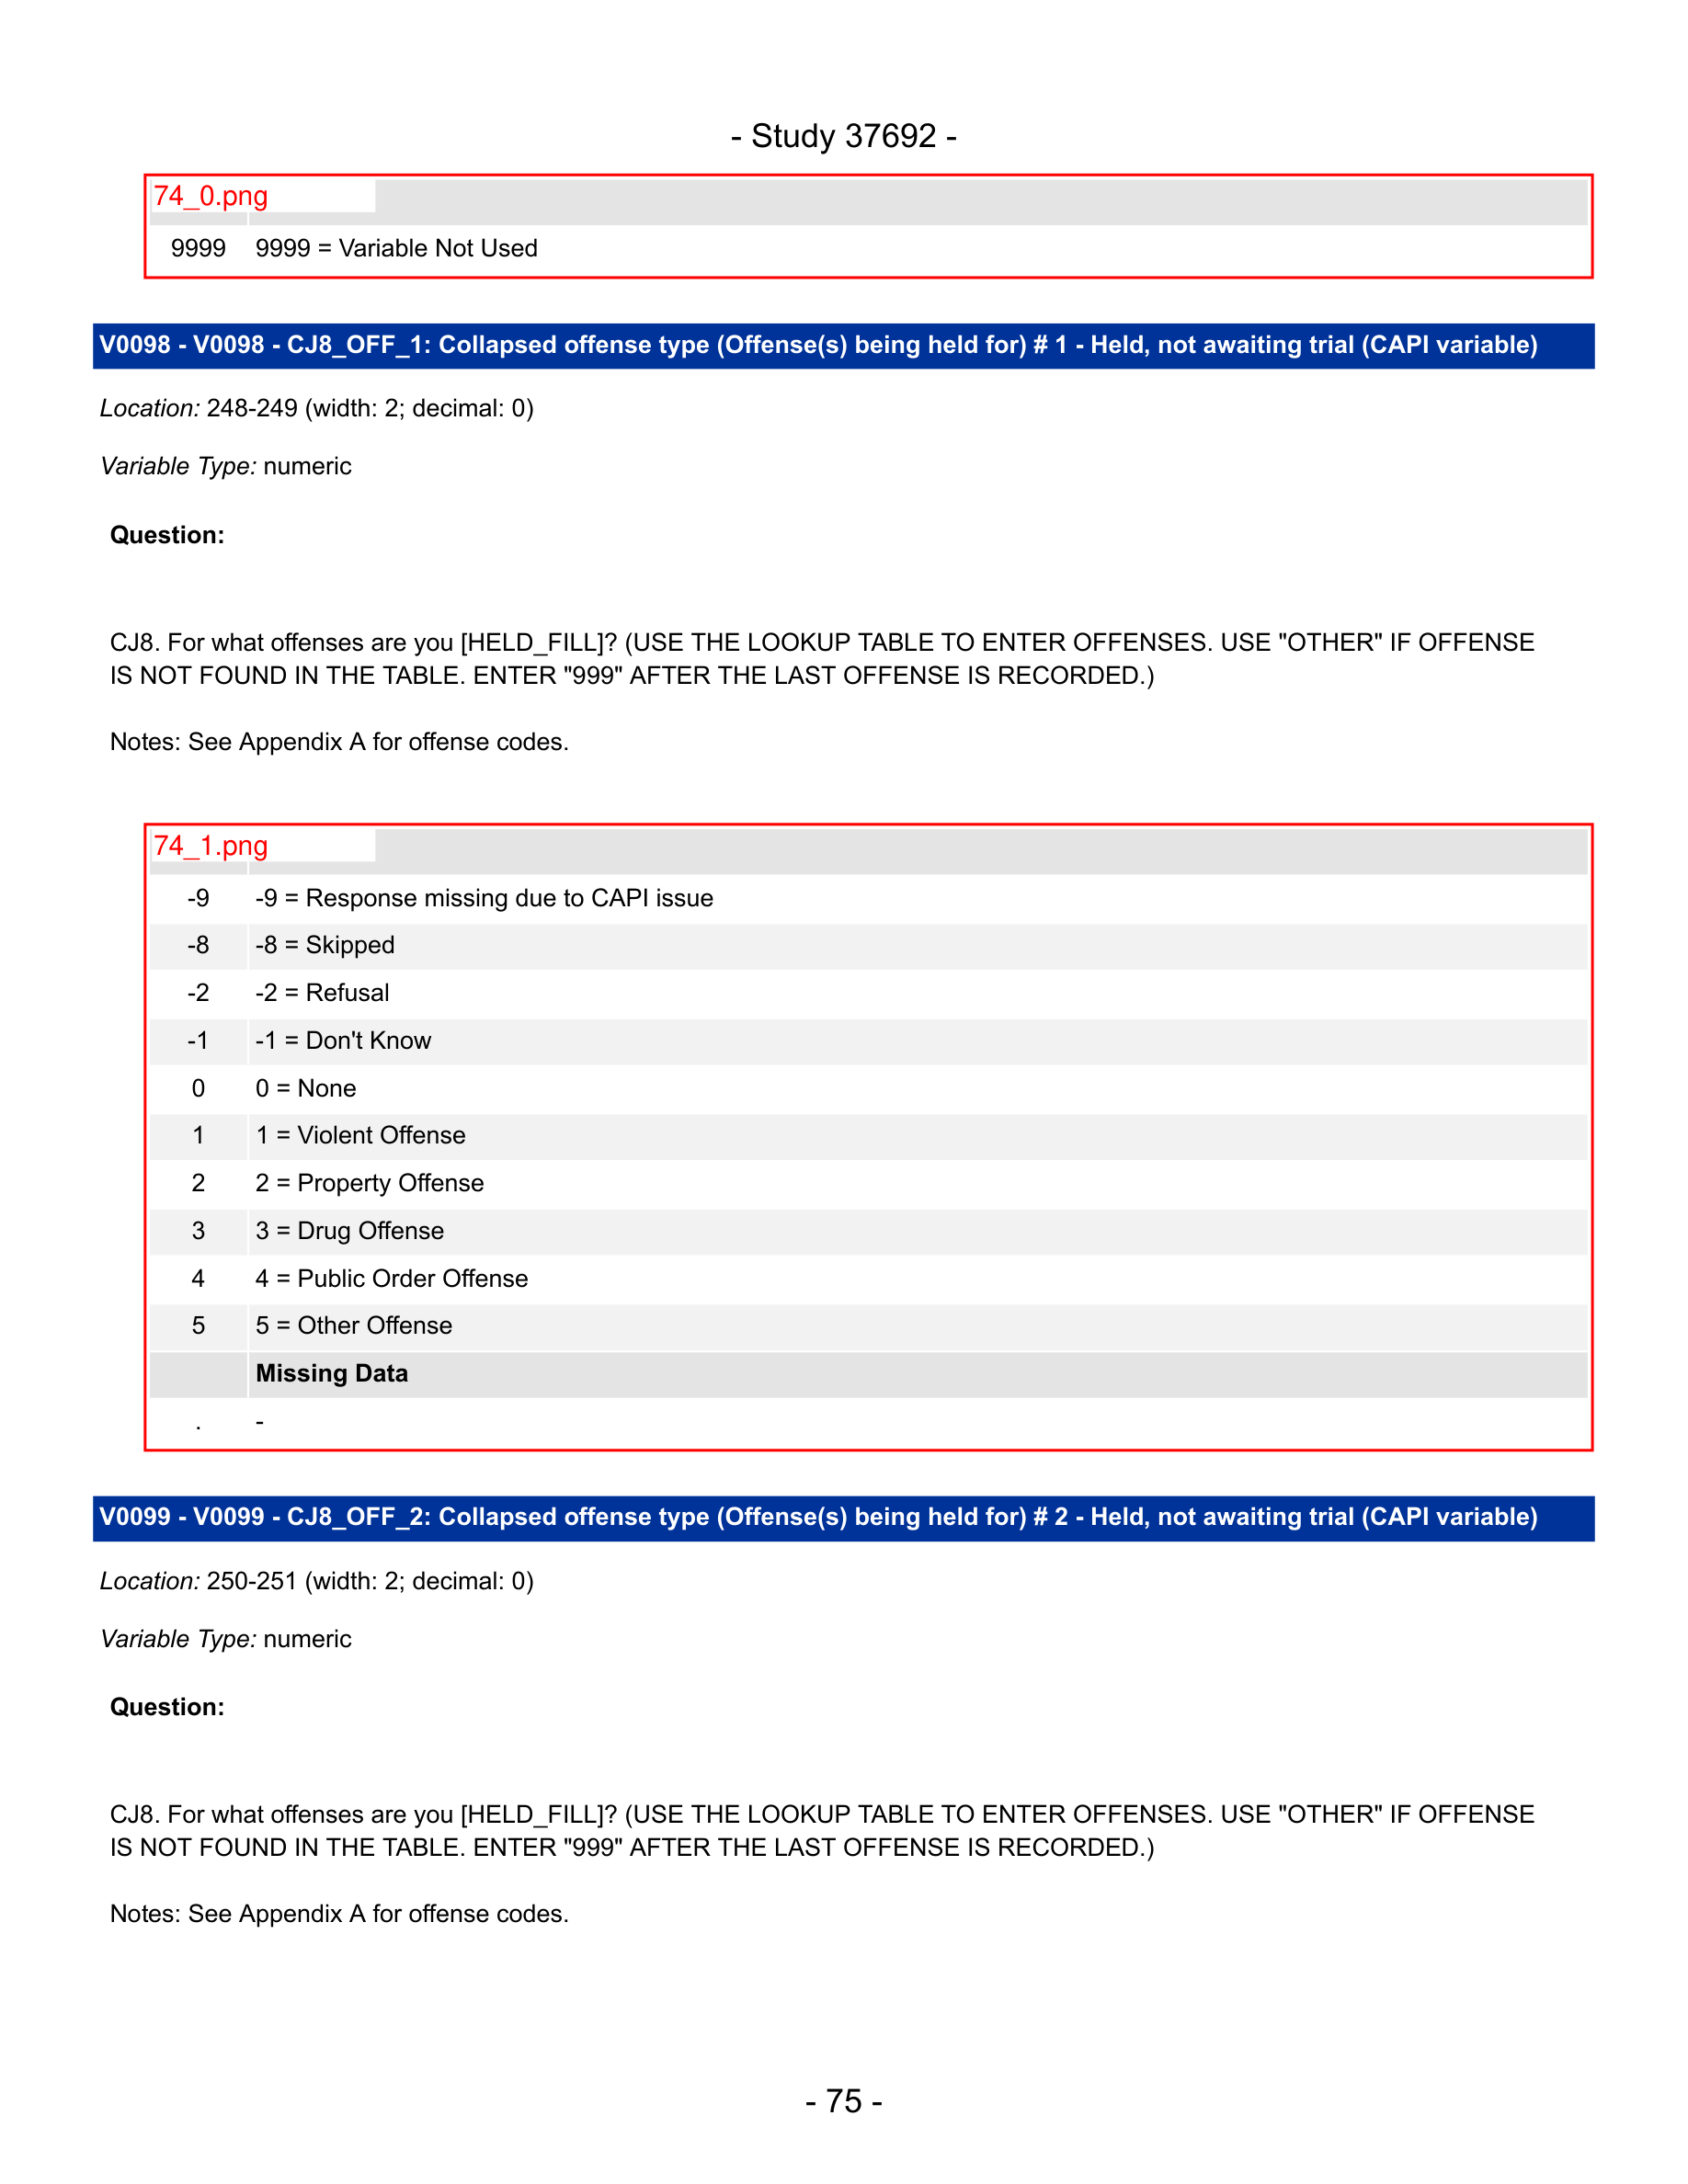 - Study 37692 -
74_0.png
9999 9999 = Variable Not Used
V0098 - V0098 - CJ8_OFF_1: Collapsed offense type (Offense(s) being held for) # 1 - Held, not awaiting trial (CAPI variable)
Location: 248-249 (width: 2; decimal: 0)
Variable Type: numeric
Question:
CJ8. For what offenses are you [HELD_FILL]? (USE THE LOOKUP TABLE TO ENTER OFFENSES. USE "OTHER" IF OFFENSE
IS NOT FOUND IN THE TABLE. ENTER "999" AFTER THE LAST OFFENSE IS RECORDED.)
Notes: See Appendix A for offense codes.
74_1.png
-9 -9 = Response missing due to CAPI issue
-8 -8 = Skipped
-2 -2 = Refusal
-1 -1 = Don't Know
0 0 = None
1 1 = Violent Offense
2 2 = Property Offense
3 3 = Drug Offense
4 4 = Public Order Offense
5 5 = Other Offense
Missing Data
. -
V0099 - V0099 - CJ8_OFF_2: Collapsed offense type (Offense(s) being held for) # 2 - Held, not awaiting trial (CAPI variable)
Location: 250-251 (width: 2; decimal: 0)
Variable Type: numeric
Question:
CJ8. For what offenses are you [HELD_FILL]? (USE THE LOOKUP TABLE TO ENTER OFFENSES. USE "OTHER" IF OFFENSE
IS NOT FOUND IN THE TABLE. ENTER "999" AFTER THE LAST OFFENSE IS RECORDED.)
Notes: See Appendix A for offense codes.
- 75 -